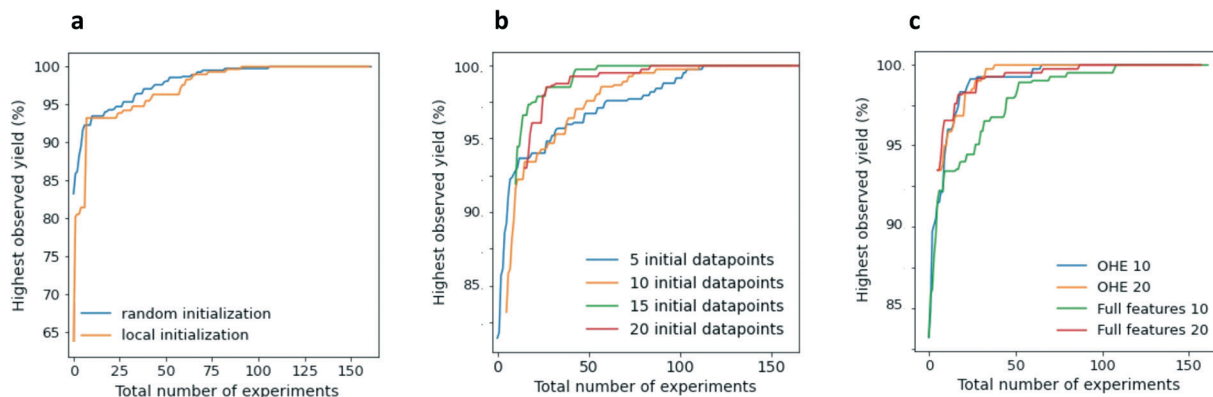 a
Highest observed yield (%)
100
95
90
85
80
75
70
65
random initialization
local initialization
0 25 50 75 100 125 150
Total number of experiments
b
Highest observed yield (%)
100
95
90
85
5 initial datapoints
10 initial datapoints
15 initial datapoints
20 initial datapoints
0 50 100 150
Total number of experiments
c
Highest observed yield (%)
100
95
90
85
OHE 10
OHE 20
Full features 10
Full features 20
0 50 100 150
Total number of experiments